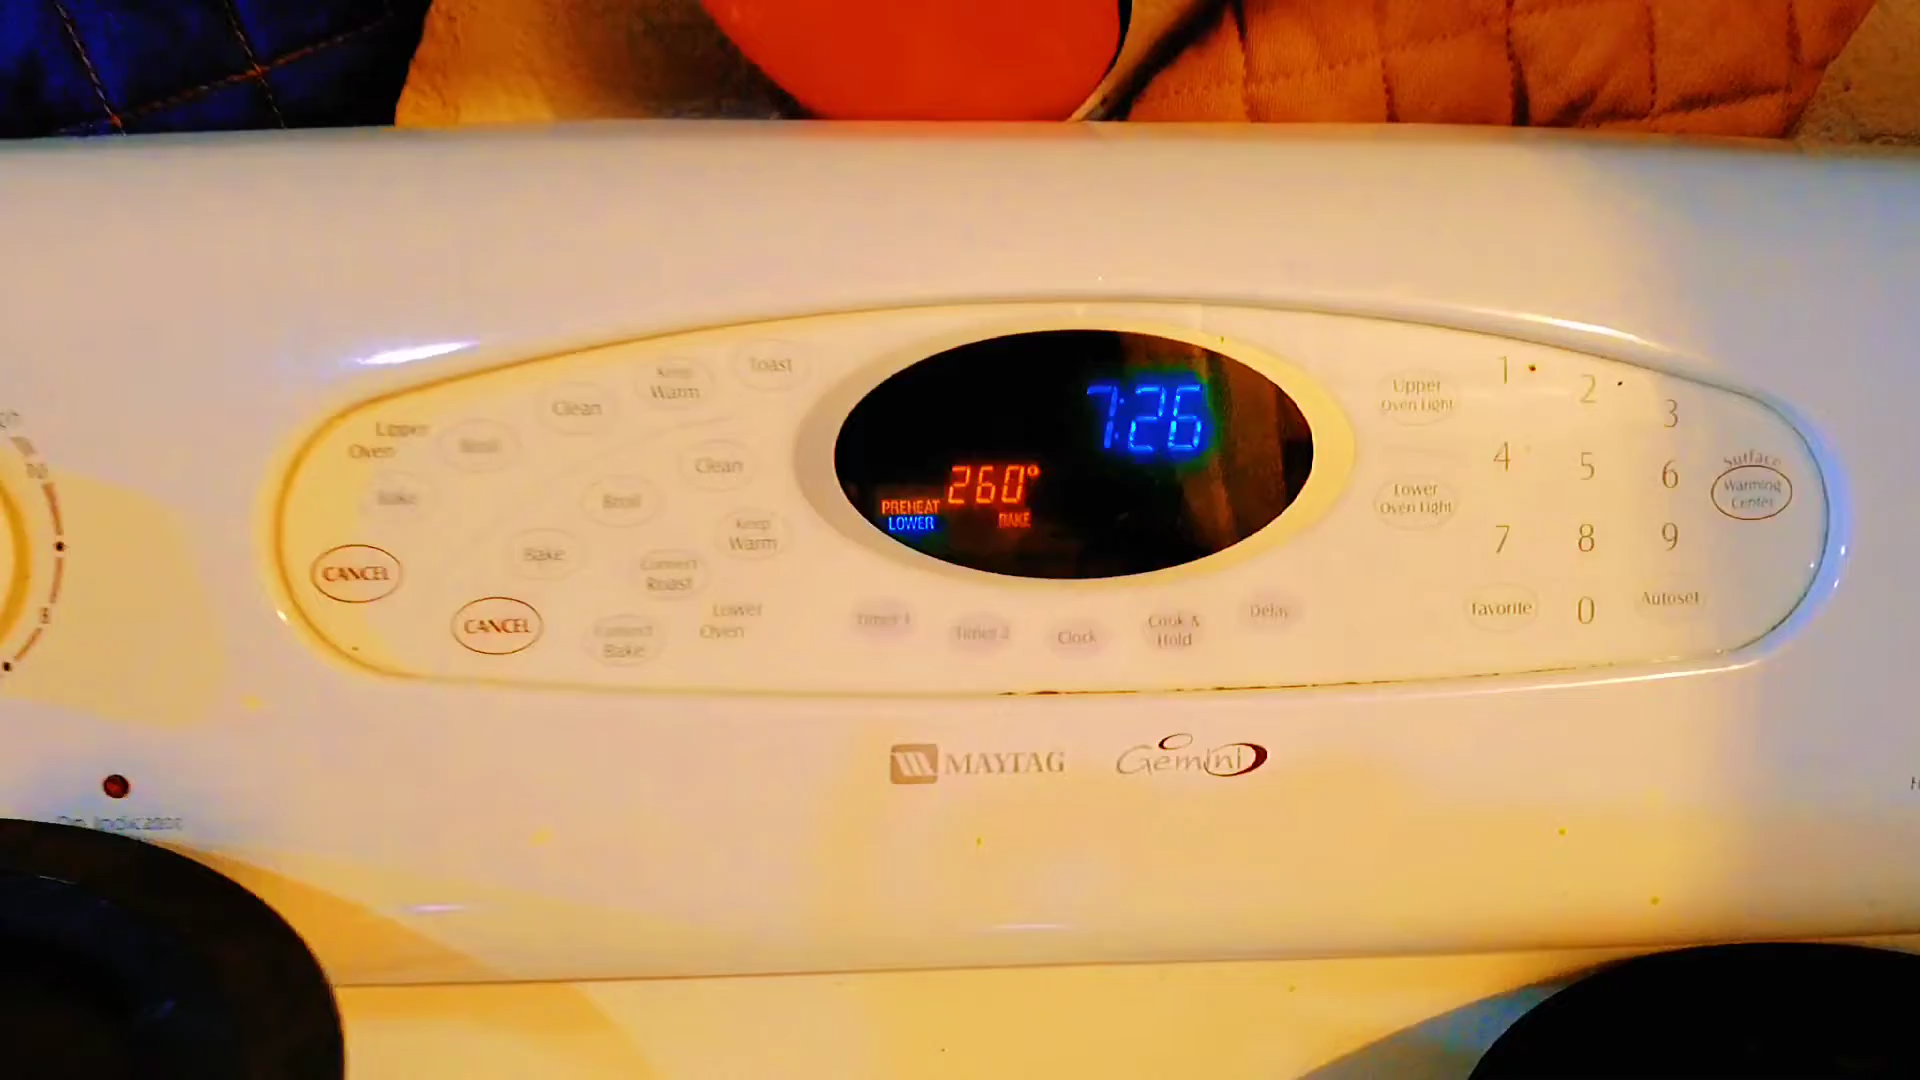 Upper
Oven
Broil
Clean
Keep
Warm
Toast
Bake
Broil
Clean
CANCEL
Bake
Keep
Warm
Convect
Roast
CANCEL
Convect
Bake
Lower
Oven
7:26
260°
PREHEAT
LOWER
BAKE
Timer 1
Timer 2
Clock
Cook &
Hold
Delay
Upper
Oven Light
Lower
Oven Light
1
2
3
4
5
6
7
8
9
Favorite
0
Autoset
Surface
Warming
Center
MAYTAG
Gemini
On Indicator
8